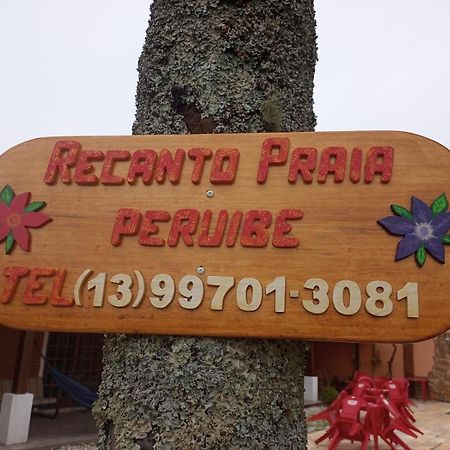 RECANTO PRAIA
PERUIBE
TEL(13)99701-3081